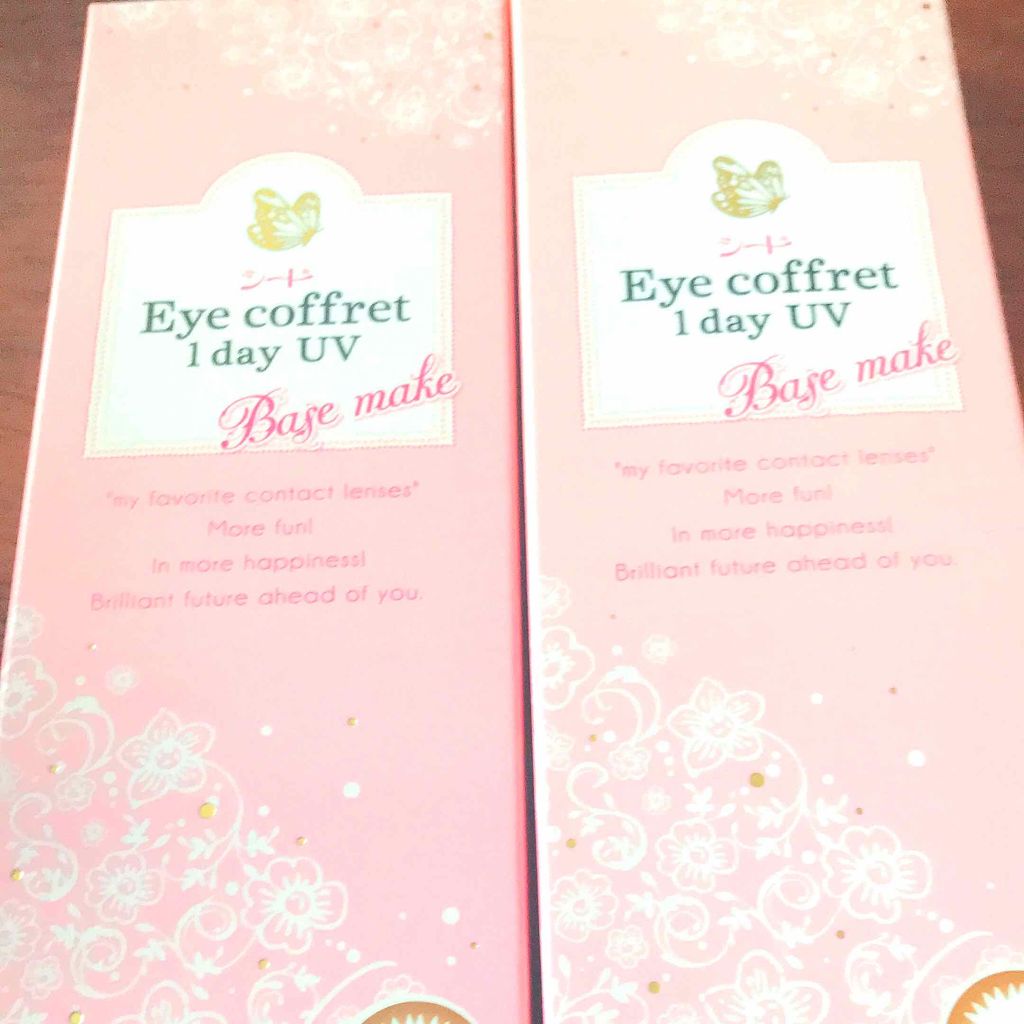 シード
Eye coffret
1 day UV
Base make
"my favorite contact lenses"
More fun!
In more happiness!
Brilliant future ahead of you.
シード
Eye coffret
1 day UV
Base make
"my favorite contact lenses"
More fun!
In more happiness!
Brilliant future ahead of you.